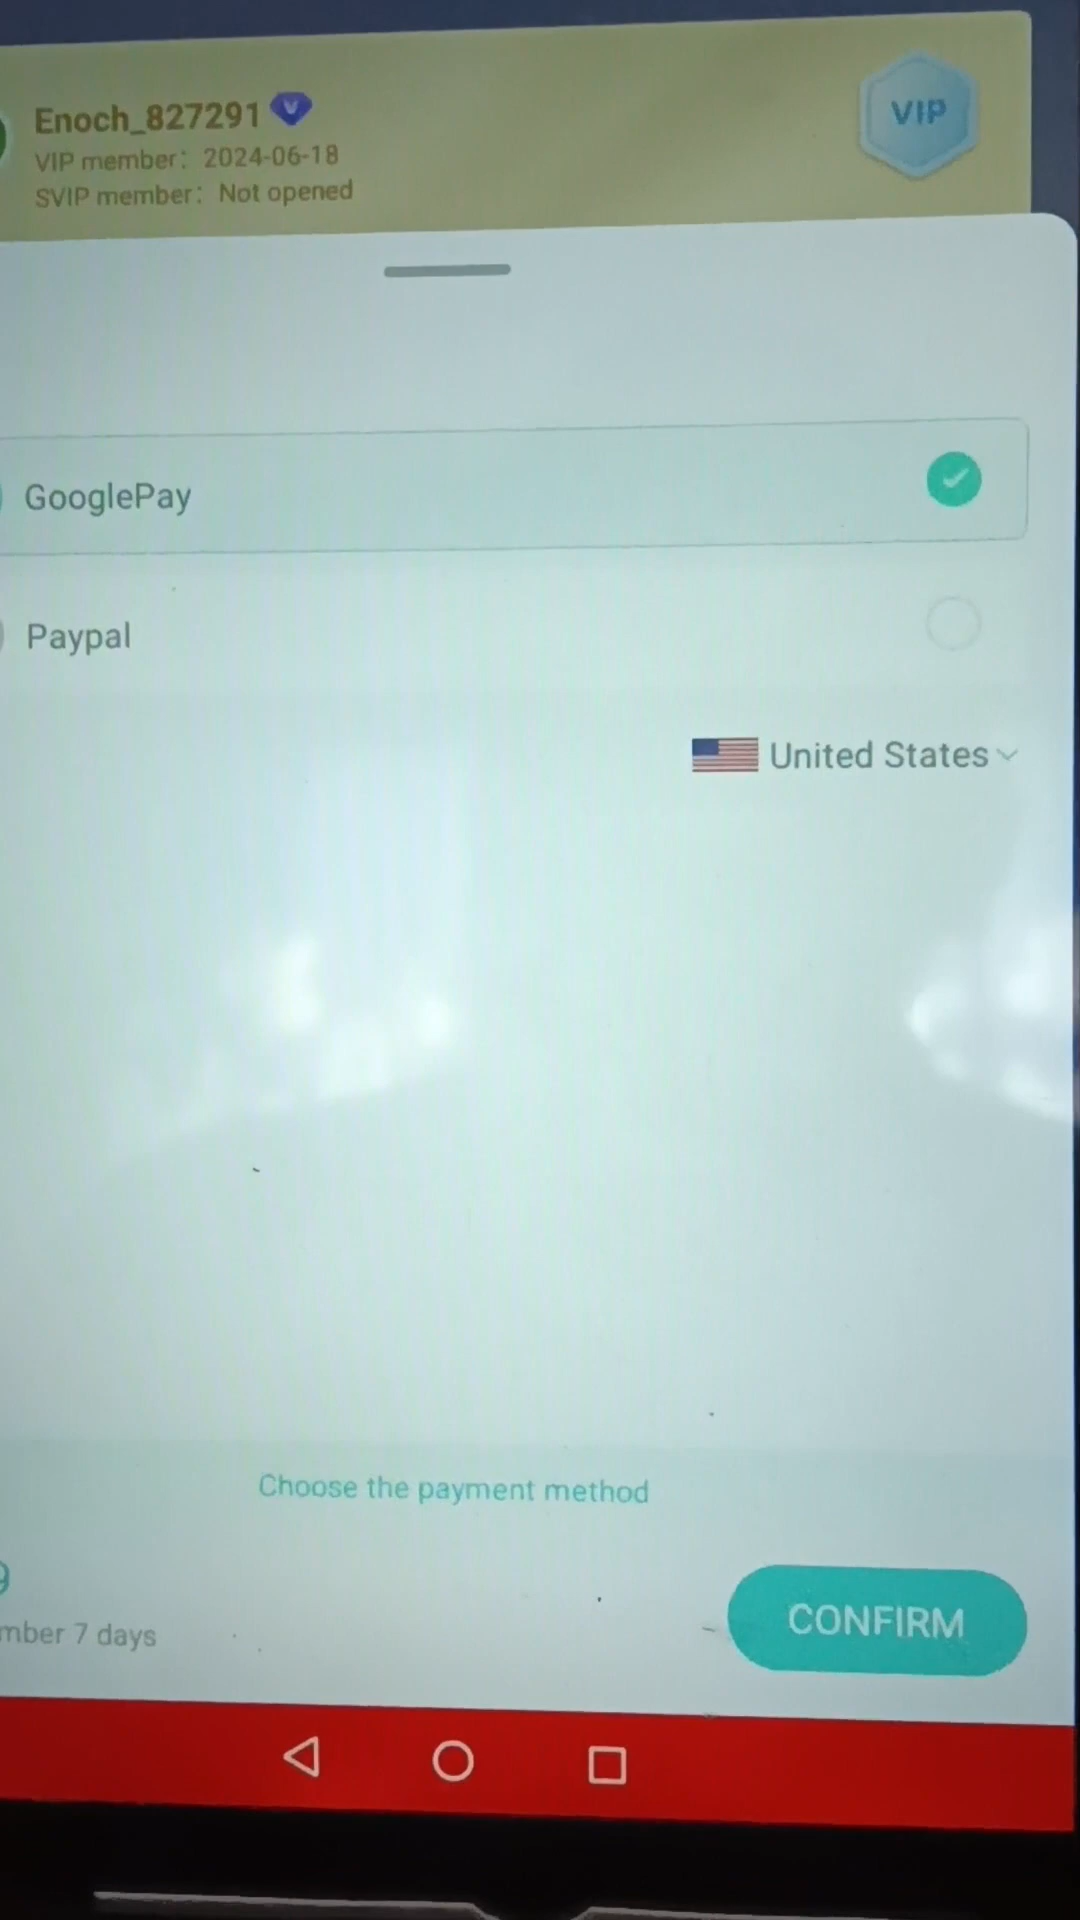 Enoch_827291
VIP
VIP member: 2024-06-18
SVIP member: Not opened
GooglePay
Paypal
United States
Choose the payment method
9
mber 7 days
CONFIRM